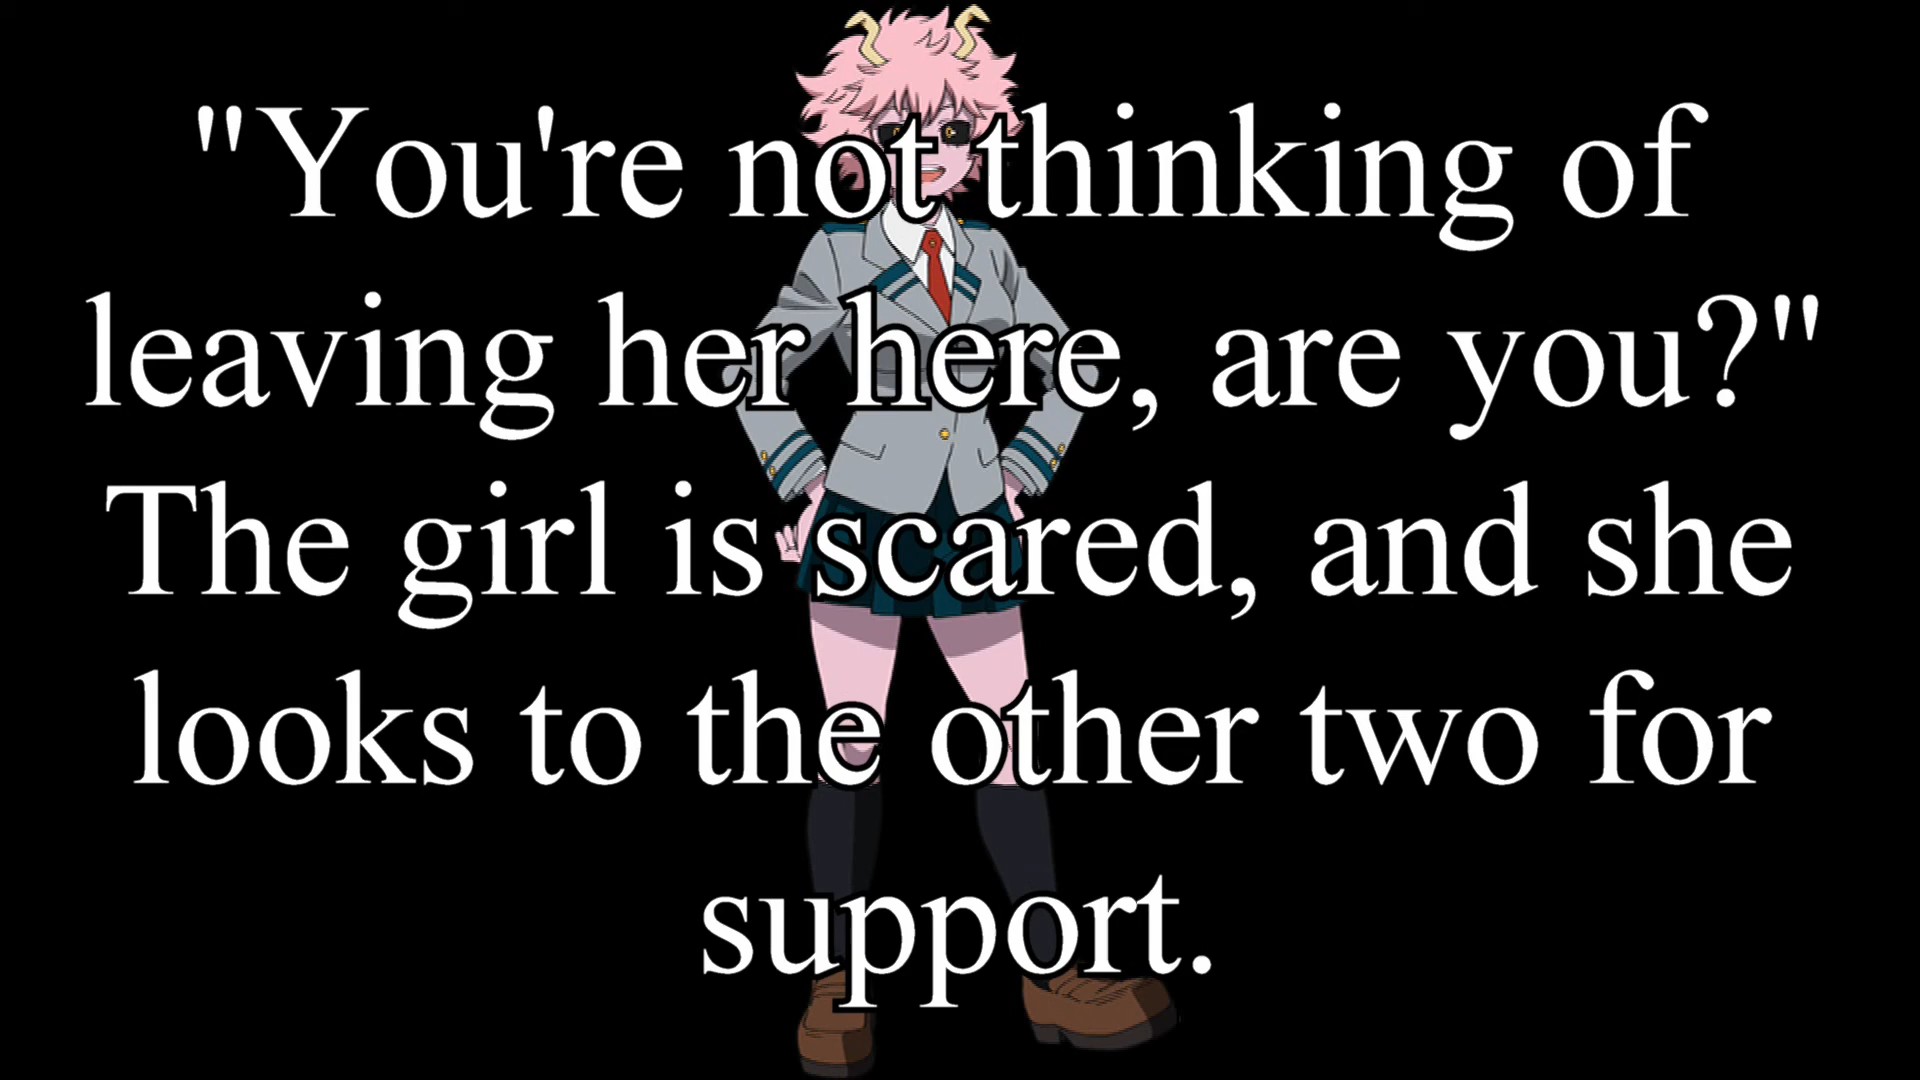 "You're not thinking of
leaving her here, are you?"
The girl is scared, and she
looks to the other two for
support.